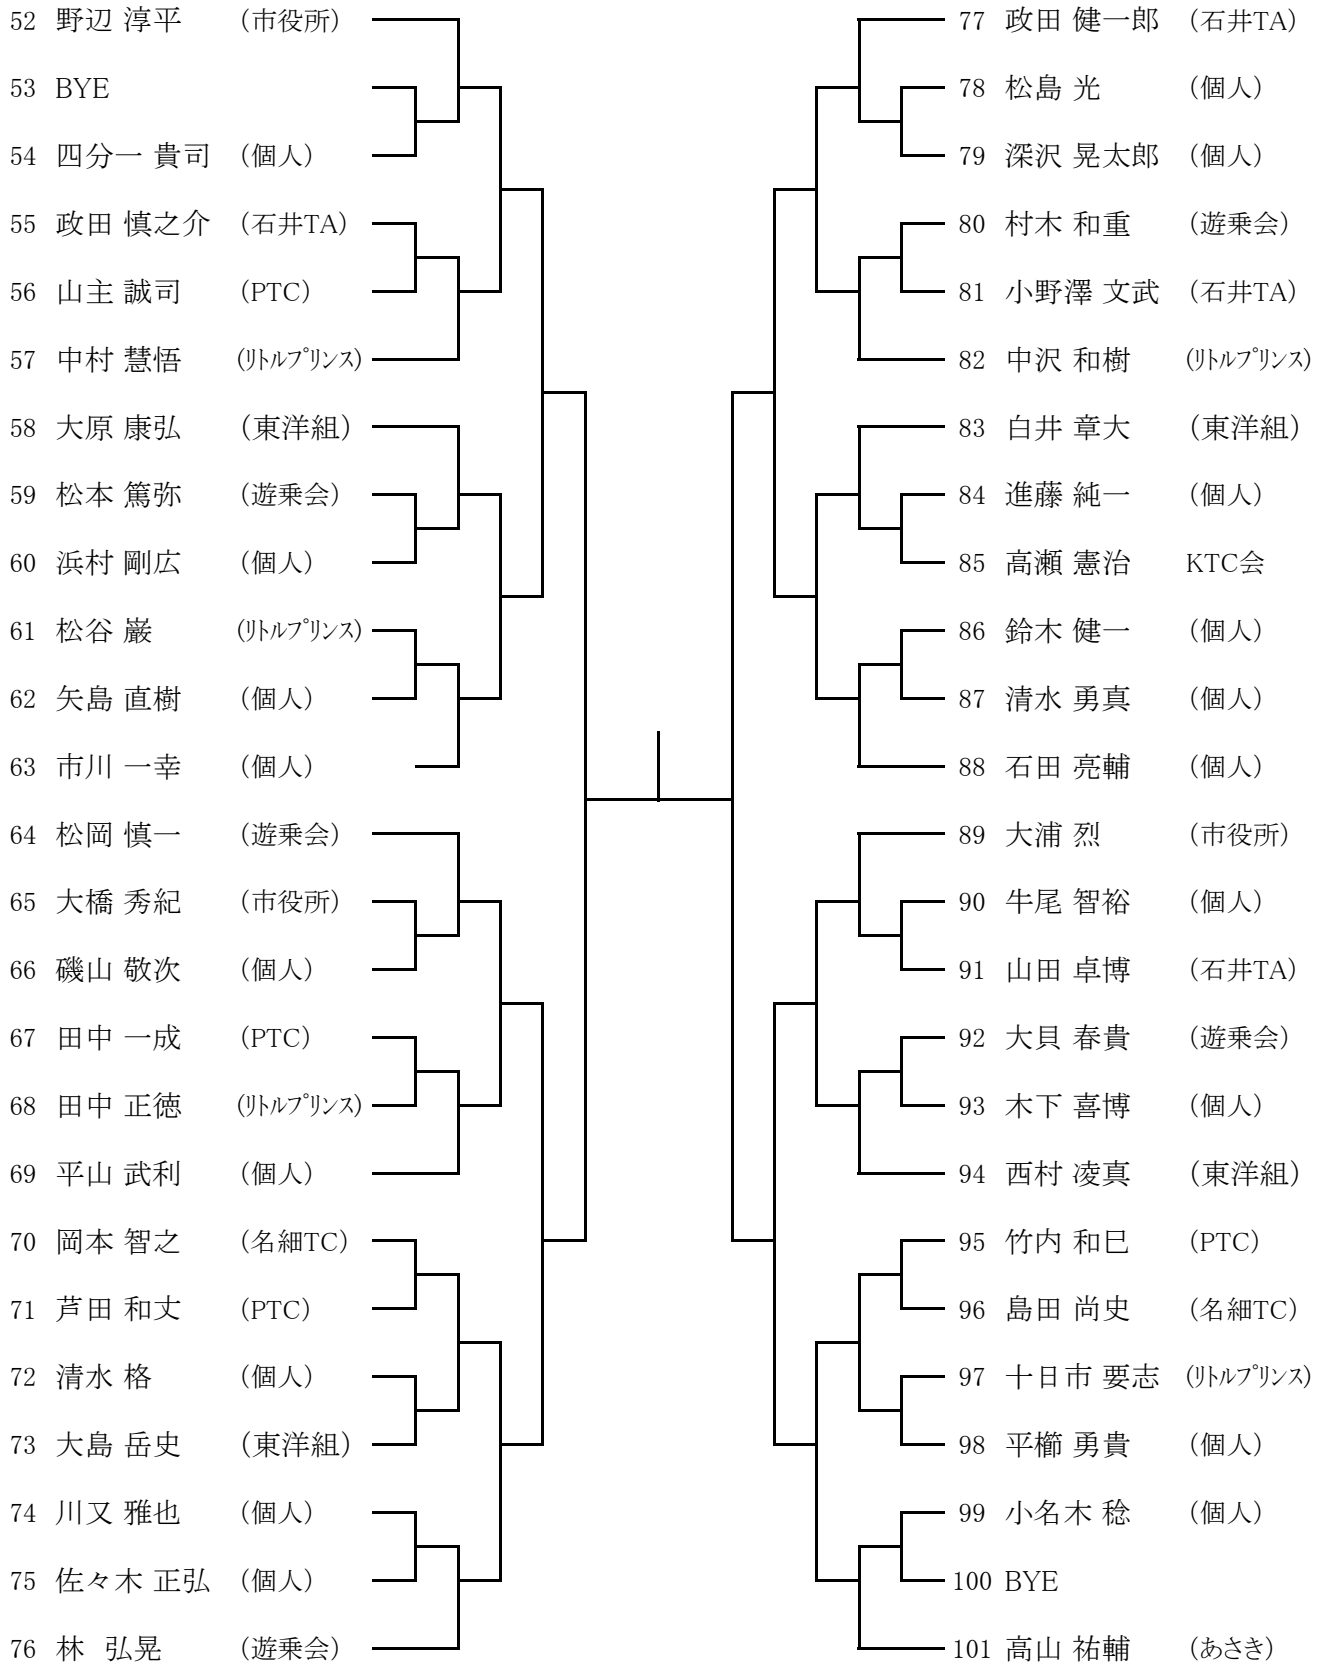 52 野辺 淳平 (市役所)
53 BYE
54 四分一 貴司 (個人)
55 政田 慎之介 (石井TA)
56 山主 誠司 (PTC)
57 中村 慧悟 (ﾘﾄﾙﾌﾟﾘﾝｽ)
58 大原 康弘 (東洋組)
59 松本 篤弥 (遊乗会)
60 浜村 剛広 (個人)
61 松谷 巌 (ﾘﾄﾙﾌﾟﾘﾝｽ)
62 矢島 直樹 (個人)
63 市川 一幸 (個人)
64 松岡 慎一 (遊乗会)
65 大橋 秀紀 (市役所)
66 磯山 敬次 (個人)
67 田中 一成 (PTC)
68 田中 正徳 (ﾘﾄﾙﾌﾟﾘﾝｽ)
69 平山 武利 (個人)
70 岡本 智之 (名細TC)
71 芦田 和丈 (PTC)
72 清水 格 (個人)
73 大島 岳史 (東洋組)
74 川又 雅也 (個人)
75 佐々木 正弘 (個人)
76 林 弘晃 (遊乗会)
77 政田 健一郎 (石井TA)
78 松島 光 (個人)
79 深沢 晃太郎 (個人)
80 村木 和重 (遊乗会)
81 小野澤 文武 (石井TA)
82 中沢 和樹 (ﾘﾄﾙﾌﾟﾘﾝｽ)
83 白井 章大 (東洋組)
84 進藤 純一 (個人)
85 高瀬 憲治 KTC会
86 鈴木 健一 (個人)
87 清水 勇真 (個人)
88 石田 亮輔 (個人)
89 大浦 烈 (市役所)
90 牛尾 智裕 (個人)
91 山田 卓博 (石井TA)
92 大貝 春貴 (遊乗会)
93 木下 喜博 (個人)
94 西村 凌真 (東洋組)
95 竹内 和巳 (PTC)
96 島田 尚史 (名細TC)
97 十日市 要志 (ﾘﾄﾙﾌﾟﾘﾝｽ)
98 平櫛 勇貴 (個人)
99 小名木 稔 (個人)
100 BYE
101 高山 祐輔 (あさき)